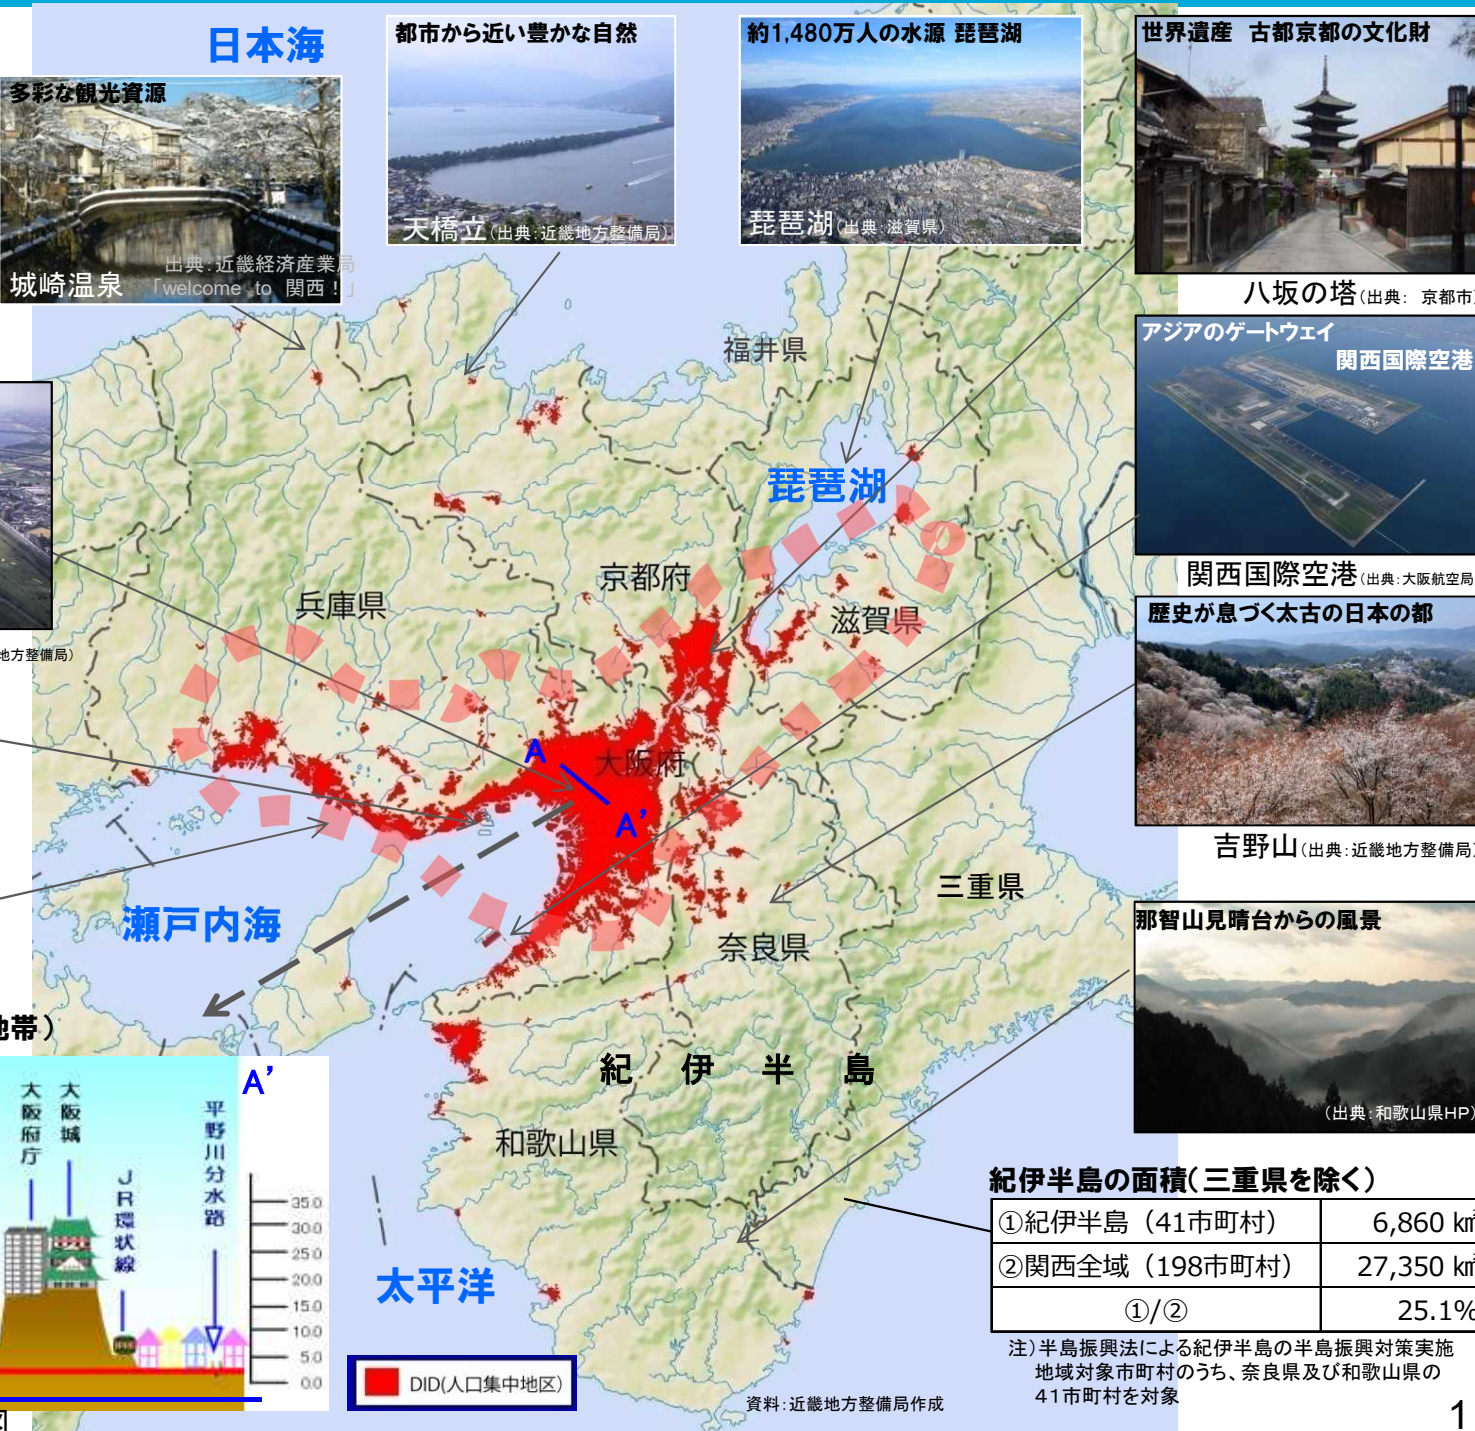 日本海
多彩な観光資源
城崎温泉
出典:近畿経済産業局
「welcome to 関西!」
都市から近い豊かな自然
天橋立(出典:近畿地方整備局)
約1,480万人の水源 琵琶湖
琵琶湖(出典:滋賀県)
世界遺産 古都京都の文化財
八坂の塔(出典: 京都市)
アジアのゲートウェイ
関西国際空港
関西国際空港(出典:大阪航空局
歴史が息づく太古の日本の都
吉野山(出典:近畿地方整備局)
那智山見晴台からの風景
(出典:和歌山県HP)
福井県
琵琶湖
京都府
兵庫県
滋賀県
地方整備局)
大阪府
A
A’
三重県
瀬戸内海
奈良県
紀伊半島
和歌山県
太平洋
地帯)
A’
大阪府庁
大阪城
JR環状線
平野川分水路
35.0
30.0
25.0
20.0
15.0
10.0
5.0
0.0
DID(人口集中地区)
資料:近畿地方整備局作成
紀伊半島の面積(三重県を除く)
①紀伊半島(41市町村) 6,860 ㎢
②関西全域(198市町村) 27,350 ㎢
①/② 25.1%
注)半島振興法による紀伊半島の半島振興対策実施
地域対象市町村のうち、奈良県及び和歌山県の
41市町村を対象
1